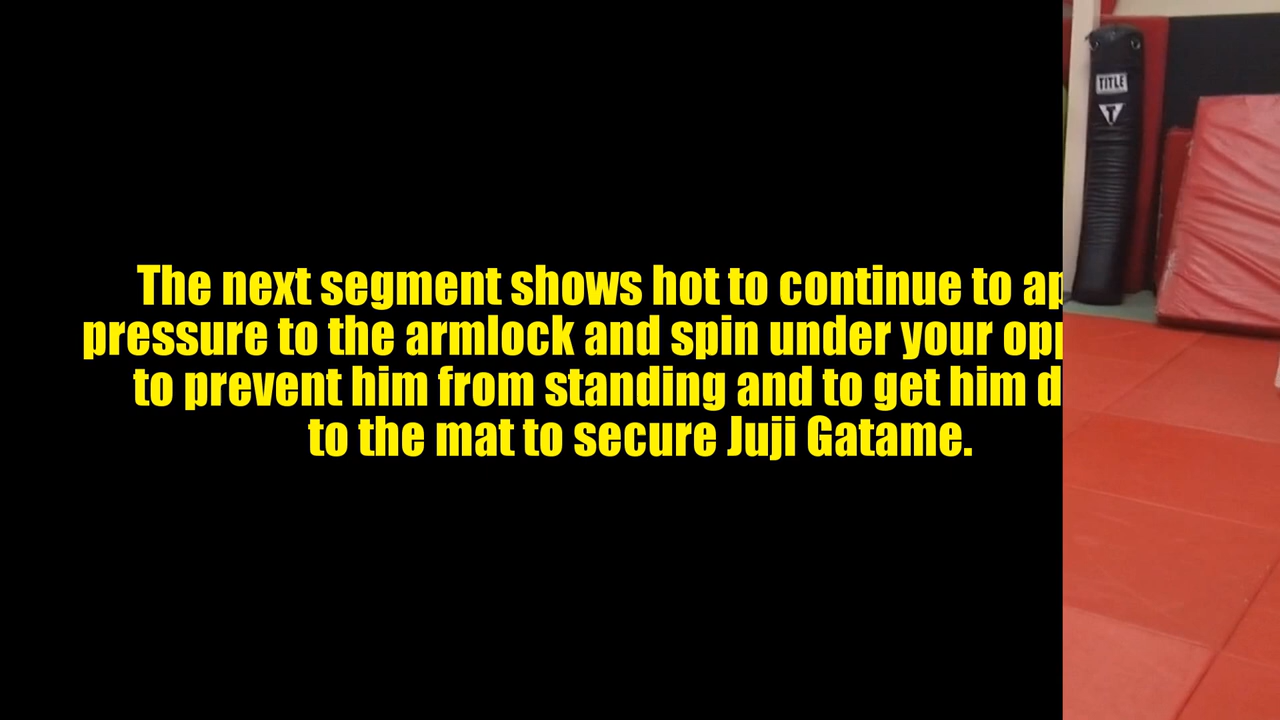 The next segment shows hot to continue to ap
pressure to the armlock and spin under your opp
to prevent him from standing and to get him d
to the mat to secure Juji Gatame.
TITLE
T